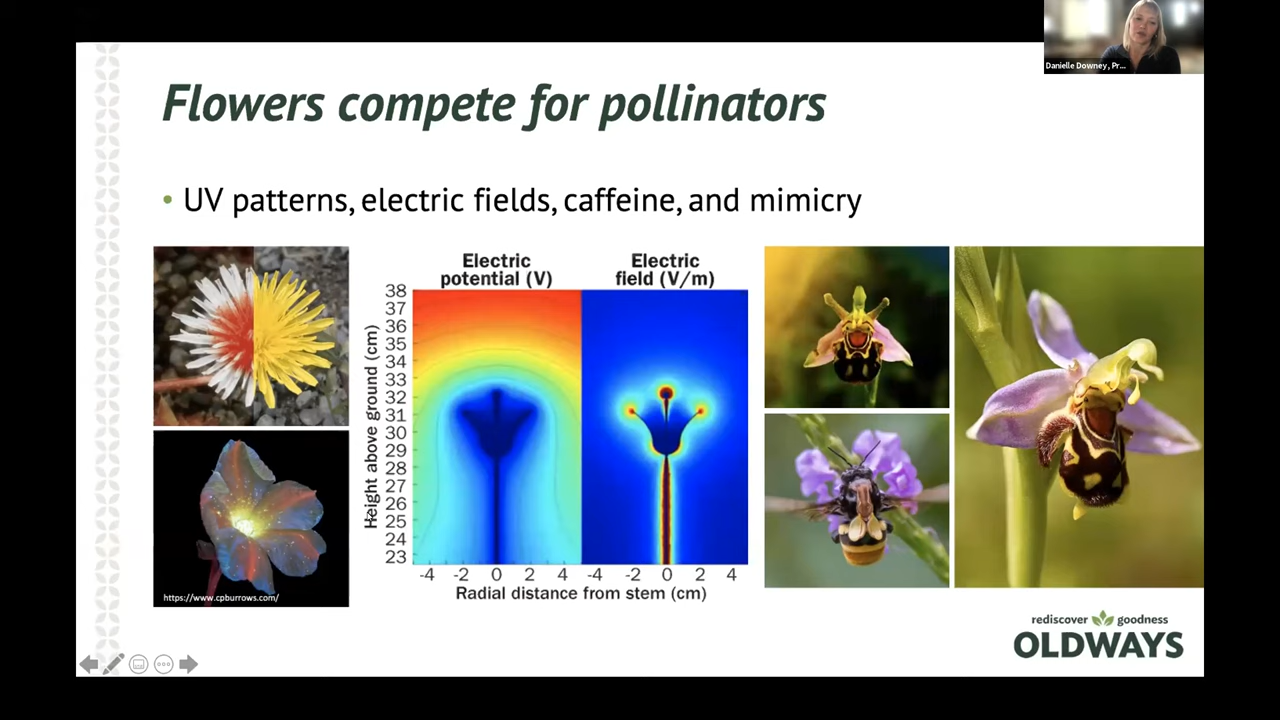 Danielle Downey, Pr...
Flowers compete for pollinators
• UV patterns, electric fields, caffeine, and mimicry
Electric
potential (V)
Electric
field (V/m)
Height above ground (cm)
38
37
36
35
34
33
32
31
30
29
28
27
26
25
24
23
-4 -2 0 2 4 -4 -2 0 2 4
Radial distance from stem (cm)
https://www.cpburrows.com/
rediscover goodness
OLDWAYS